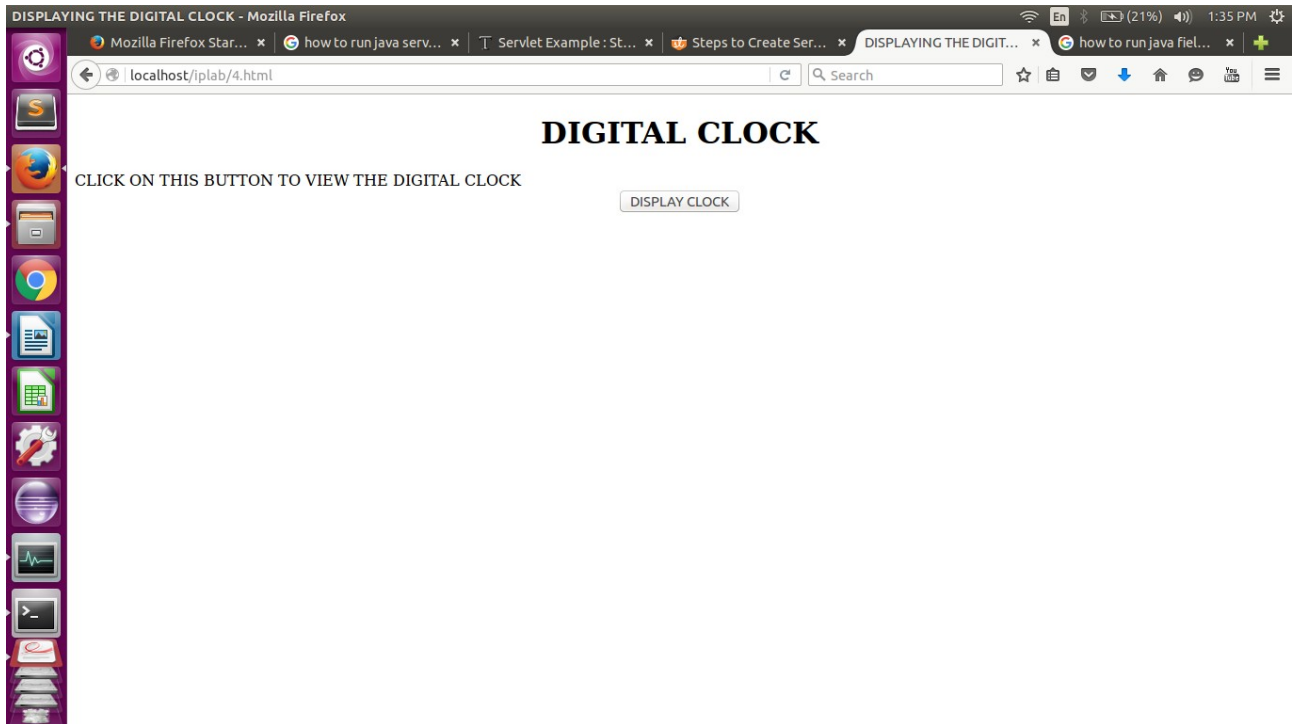 DISPLAYING THE DIGITAL CLOCK - Mozilla Firefox
En (21%) 1:35 PM
Mozilla Firefox Star... × how to run java serv... × Servlet Example : St... × Steps to Create Ser... × DISPLAYING THE DIGIT... × how to run java fiel... ×
localhost/iplab/4.html Search You Tube
DIGITAL CLOCK
CLICK ON THIS BUTTON TO VIEW THE DIGITAL CLOCK
DISPLAY CLOCK